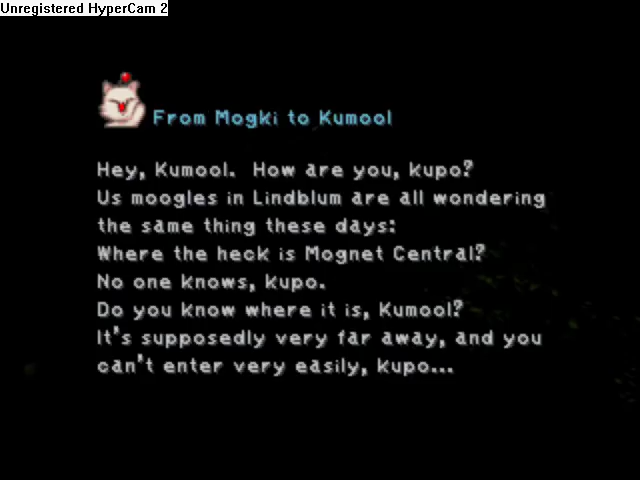 Unregistered HyperCam 2
From Mogki to Kumool
Hey, Kumool. How are you, kupo?
Us moogles in Lindblum are all wondering
the same thing these days:
Where the heck is Mognet Central?
No one knows, kupo.
Do you know where it is, Kumool?
It's supposedly very far away, and you
can't enter very easily, kupo...